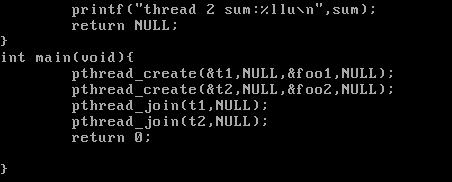 printf("thread 2 sum:%llu\n",sum);
        return NULL;
}
int main(void){
        pthread_create(&t1,NULL,&foo1,NULL);
        pthread_create(&t2,NULL,&foo2,NULL);
        pthread_join(t1,NULL);
        pthread_join(t2,NULL);
        return 0;

}